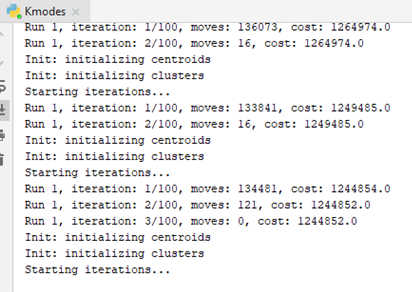 Kmodes
Run 1, iteration: 1/100, moves: 136073, cost: 1264974.0
Run 1, iteration: 2/100, moves: 16, cost: 1264974.0
Init: initializing centroids
Init: initializing clusters
Starting iterations...
Run 1, iteration: 1/100, moves: 133841, cost: 1249485.0
Run 1, iteration: 2/100, moves: 16, cost: 1249485.0
Init: initializing centroids
Init: initializing clusters
Starting iterations...
Run 1, iteration: 1/100, moves: 134481, cost: 1244854.0
Run 1, iteration: 2/100, moves: 121, cost: 1244852.0
Run 1, iteration: 3/100, moves: 0, cost: 1244852.0
Init: initializing centroids
Init: initializing clusters
Starting iterations...